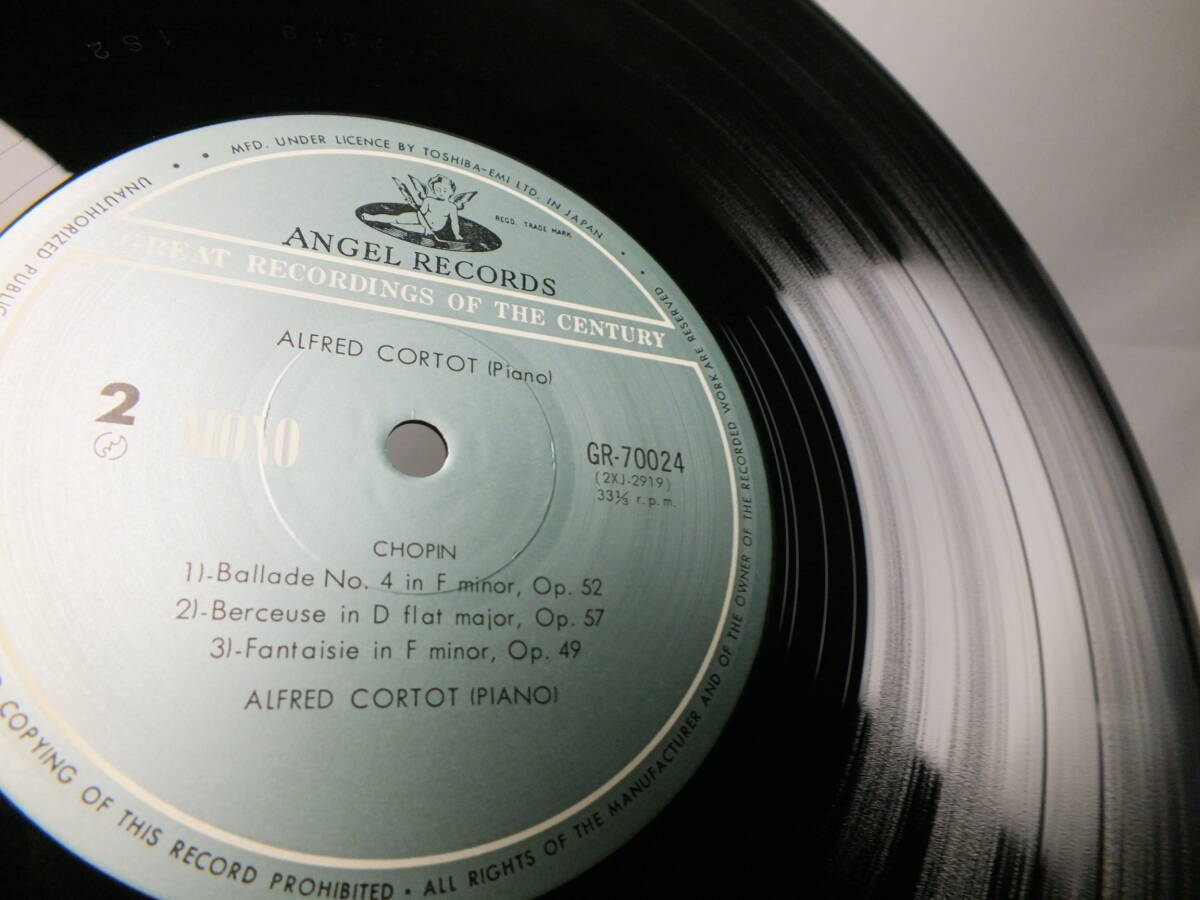 MFD. UNDER LICENCE BY TOSHIBA-EMI LTD. IN JAPAN
REGD. TRADE MARK
ANGEL RECORDS
GREAT RECORDINGS OF THE CENTURY
ALFRED CORTOT (Piano)
2
MONO
GR-70024
(2XJ-2919)
33⅓ r.p.m.
CHOPIN
1)-Ballade No. 4 in F minor, Op. 52
2)-Berceuse in D flat major, Op. 57
3)-Fantaisie in F minor, Op. 49
ALFRED CORTOT (PIANO)
UNAUTHORIZED PUBLIC
COPYING OF THIS RECORD PROHIBITED • ALL RIGHTS OF THE MANUFACTURER AND OF THE OWNER OF THE RECORDED WORK ARE RESERVED
1S2